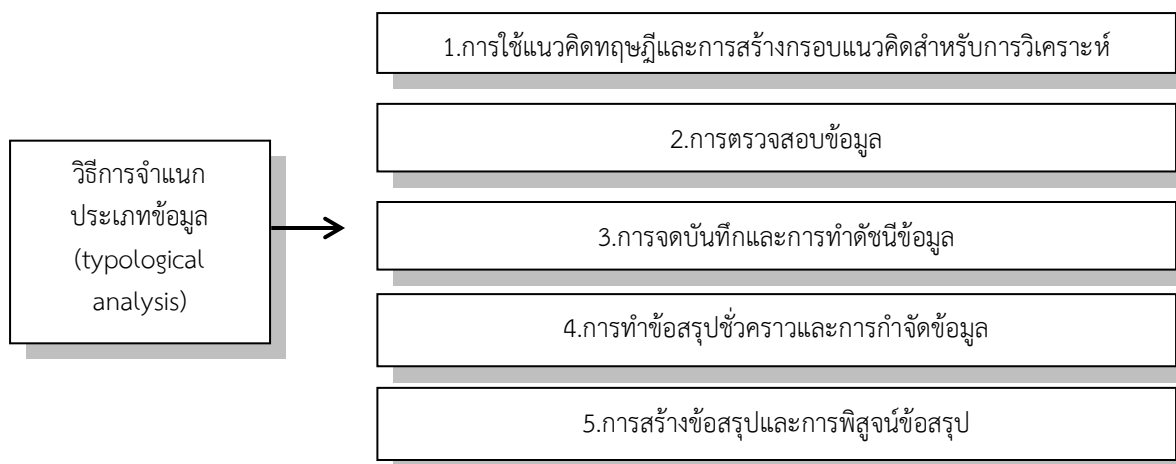 1.การใช้แนวคิดทฤษฎีและการสร้างกรอบแนวคิดสำหรับการวิเคราะห์
2.การตรวจสอบข้อมูล
วิธีการจำแนก
ประเภทข้อมูล
(typological
analysis)
3.การจดบันทึกและการทำดัชนีข้อมูล
4.การทำข้อสรุปชั่วคราวและการกำจัดข้อมูล
5.การสร้างข้อสรุปและการพิสูจน์ข้อสรุป